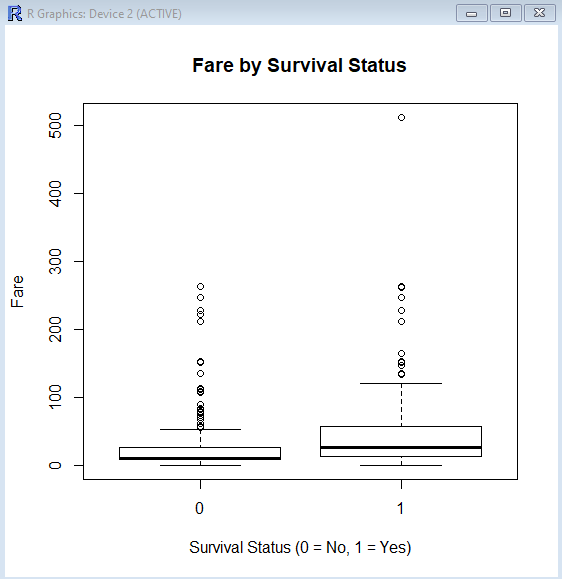 R Graphics: Device 2 (ACTIVE)
Fare by Survival Status
500
400
300
200
100
0
Fare
0 1
Survival Status (0 = No, 1 = Yes)